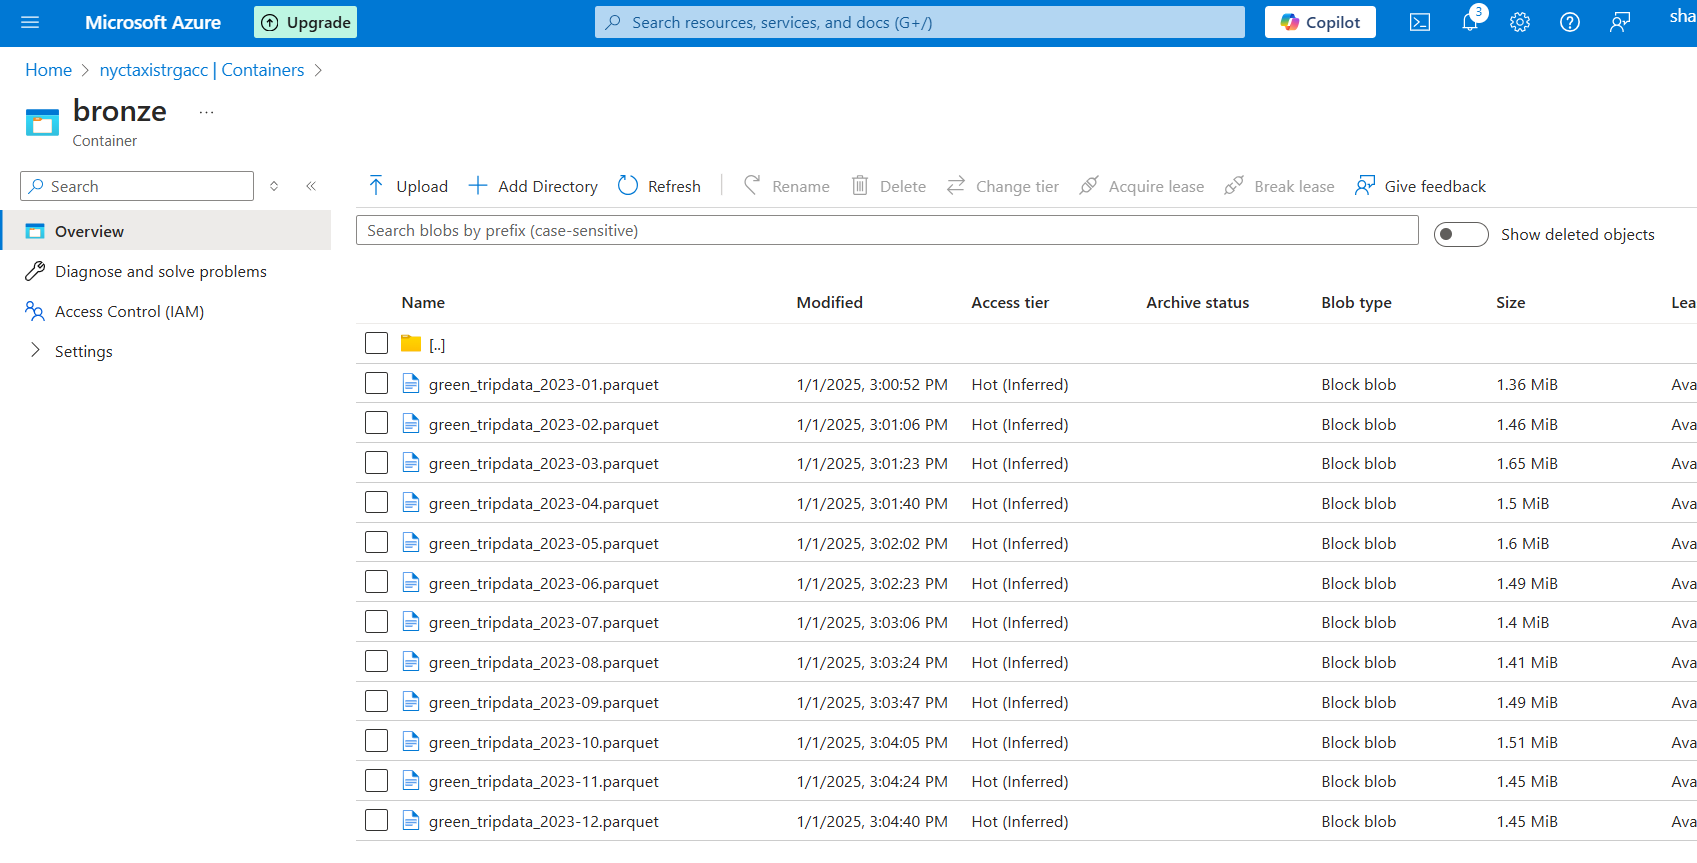 Microsoft Azure Upgrade Search resources, services, and docs (G+/) Copilot 3 sha
Home > nyctaxistrgacc | Containers >
bronze ...
Container
Search
Overview
Diagnose and solve problems
Access Control (IAM)
Settings
Upload Add Directory Refresh Rename Delete Change tier Acquire lease Break lease Give feedback
Search blobs by prefix (case-sensitive) Show deleted objects
Name Modified Access tier Archive status Blob type Size Lea
[..]
green_tripdata_2023-01.parquet 1/1/2025, 3:00:52 PM Hot (Inferred) Block blob 1.36 MiB Ava
green_tripdata_2023-02.parquet 1/1/2025, 3:01:06 PM Hot (Inferred) Block blob 1.46 MiB Ava
green_tripdata_2023-03.parquet 1/1/2025, 3:01:23 PM Hot (Inferred) Block blob 1.65 MiB Ava
green_tripdata_2023-04.parquet 1/1/2025, 3:01:40 PM Hot (Inferred) Block blob 1.5 MiB Ava
green_tripdata_2023-05.parquet 1/1/2025, 3:02:02 PM Hot (Inferred) Block blob 1.6 MiB Ava
green_tripdata_2023-06.parquet 1/1/2025, 3:02:23 PM Hot (Inferred) Block blob 1.49 MiB Ava
green_tripdata_2023-07.parquet 1/1/2025, 3:03:06 PM Hot (Inferred) Block blob 1.4 MiB Ava
green_tripdata_2023-08.parquet 1/1/2025, 3:03:24 PM Hot (Inferred) Block blob 1.41 MiB Ava
green_tripdata_2023-09.parquet 1/1/2025, 3:03:47 PM Hot (Inferred) Block blob 1.49 MiB Ava
green_tripdata_2023-10.parquet 1/1/2025, 3:04:05 PM Hot (Inferred) Block blob 1.51 MiB Ava
green_tripdata_2023-11.parquet 1/1/2025, 3:04:24 PM Hot (Inferred) Block blob 1.45 MiB Ava
green_tripdata_2023-12.parquet 1/1/2025, 3:04:40 PM Hot (Inferred) Block blob 1.45 MiB Ava